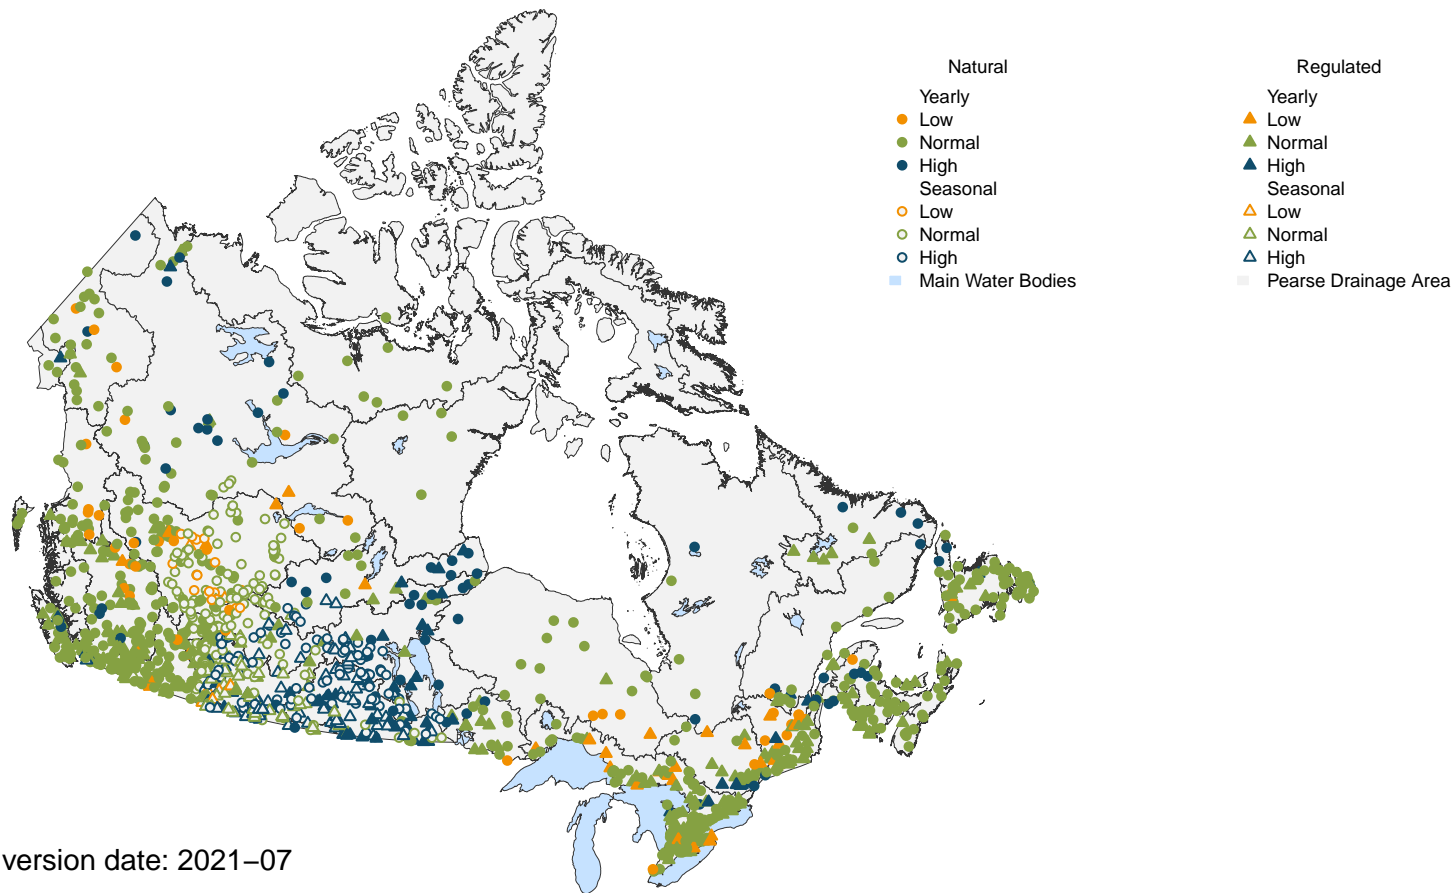 Natural
Yearly
Low
Normal
High
Seasonal
Low
Normal
High
Main Water Bodies
Regulated
Yearly
Low
Normal
High
Seasonal
Low
Normal
High
Pearse Drainage Area
version date: 2021–07